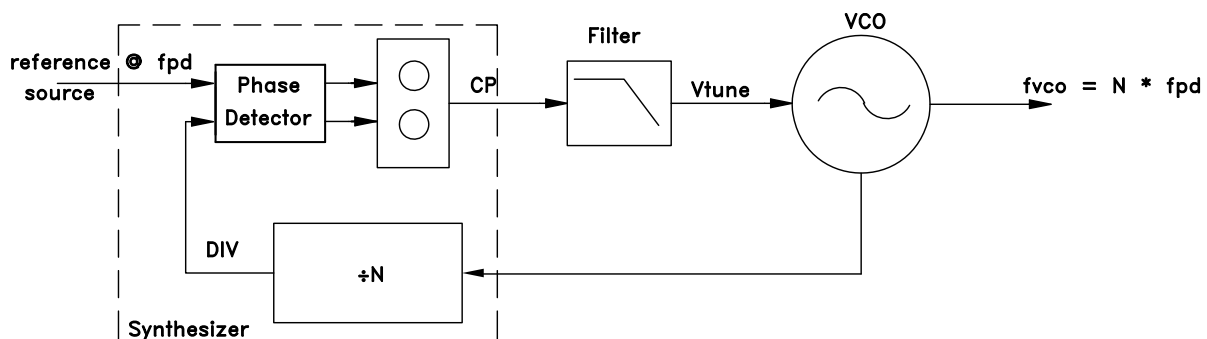 VCO
Filter
reference @ fpd
source
Phase
Detector
CP
Vtune
fvco = N * fpd
DIV
÷N
Synthesizer